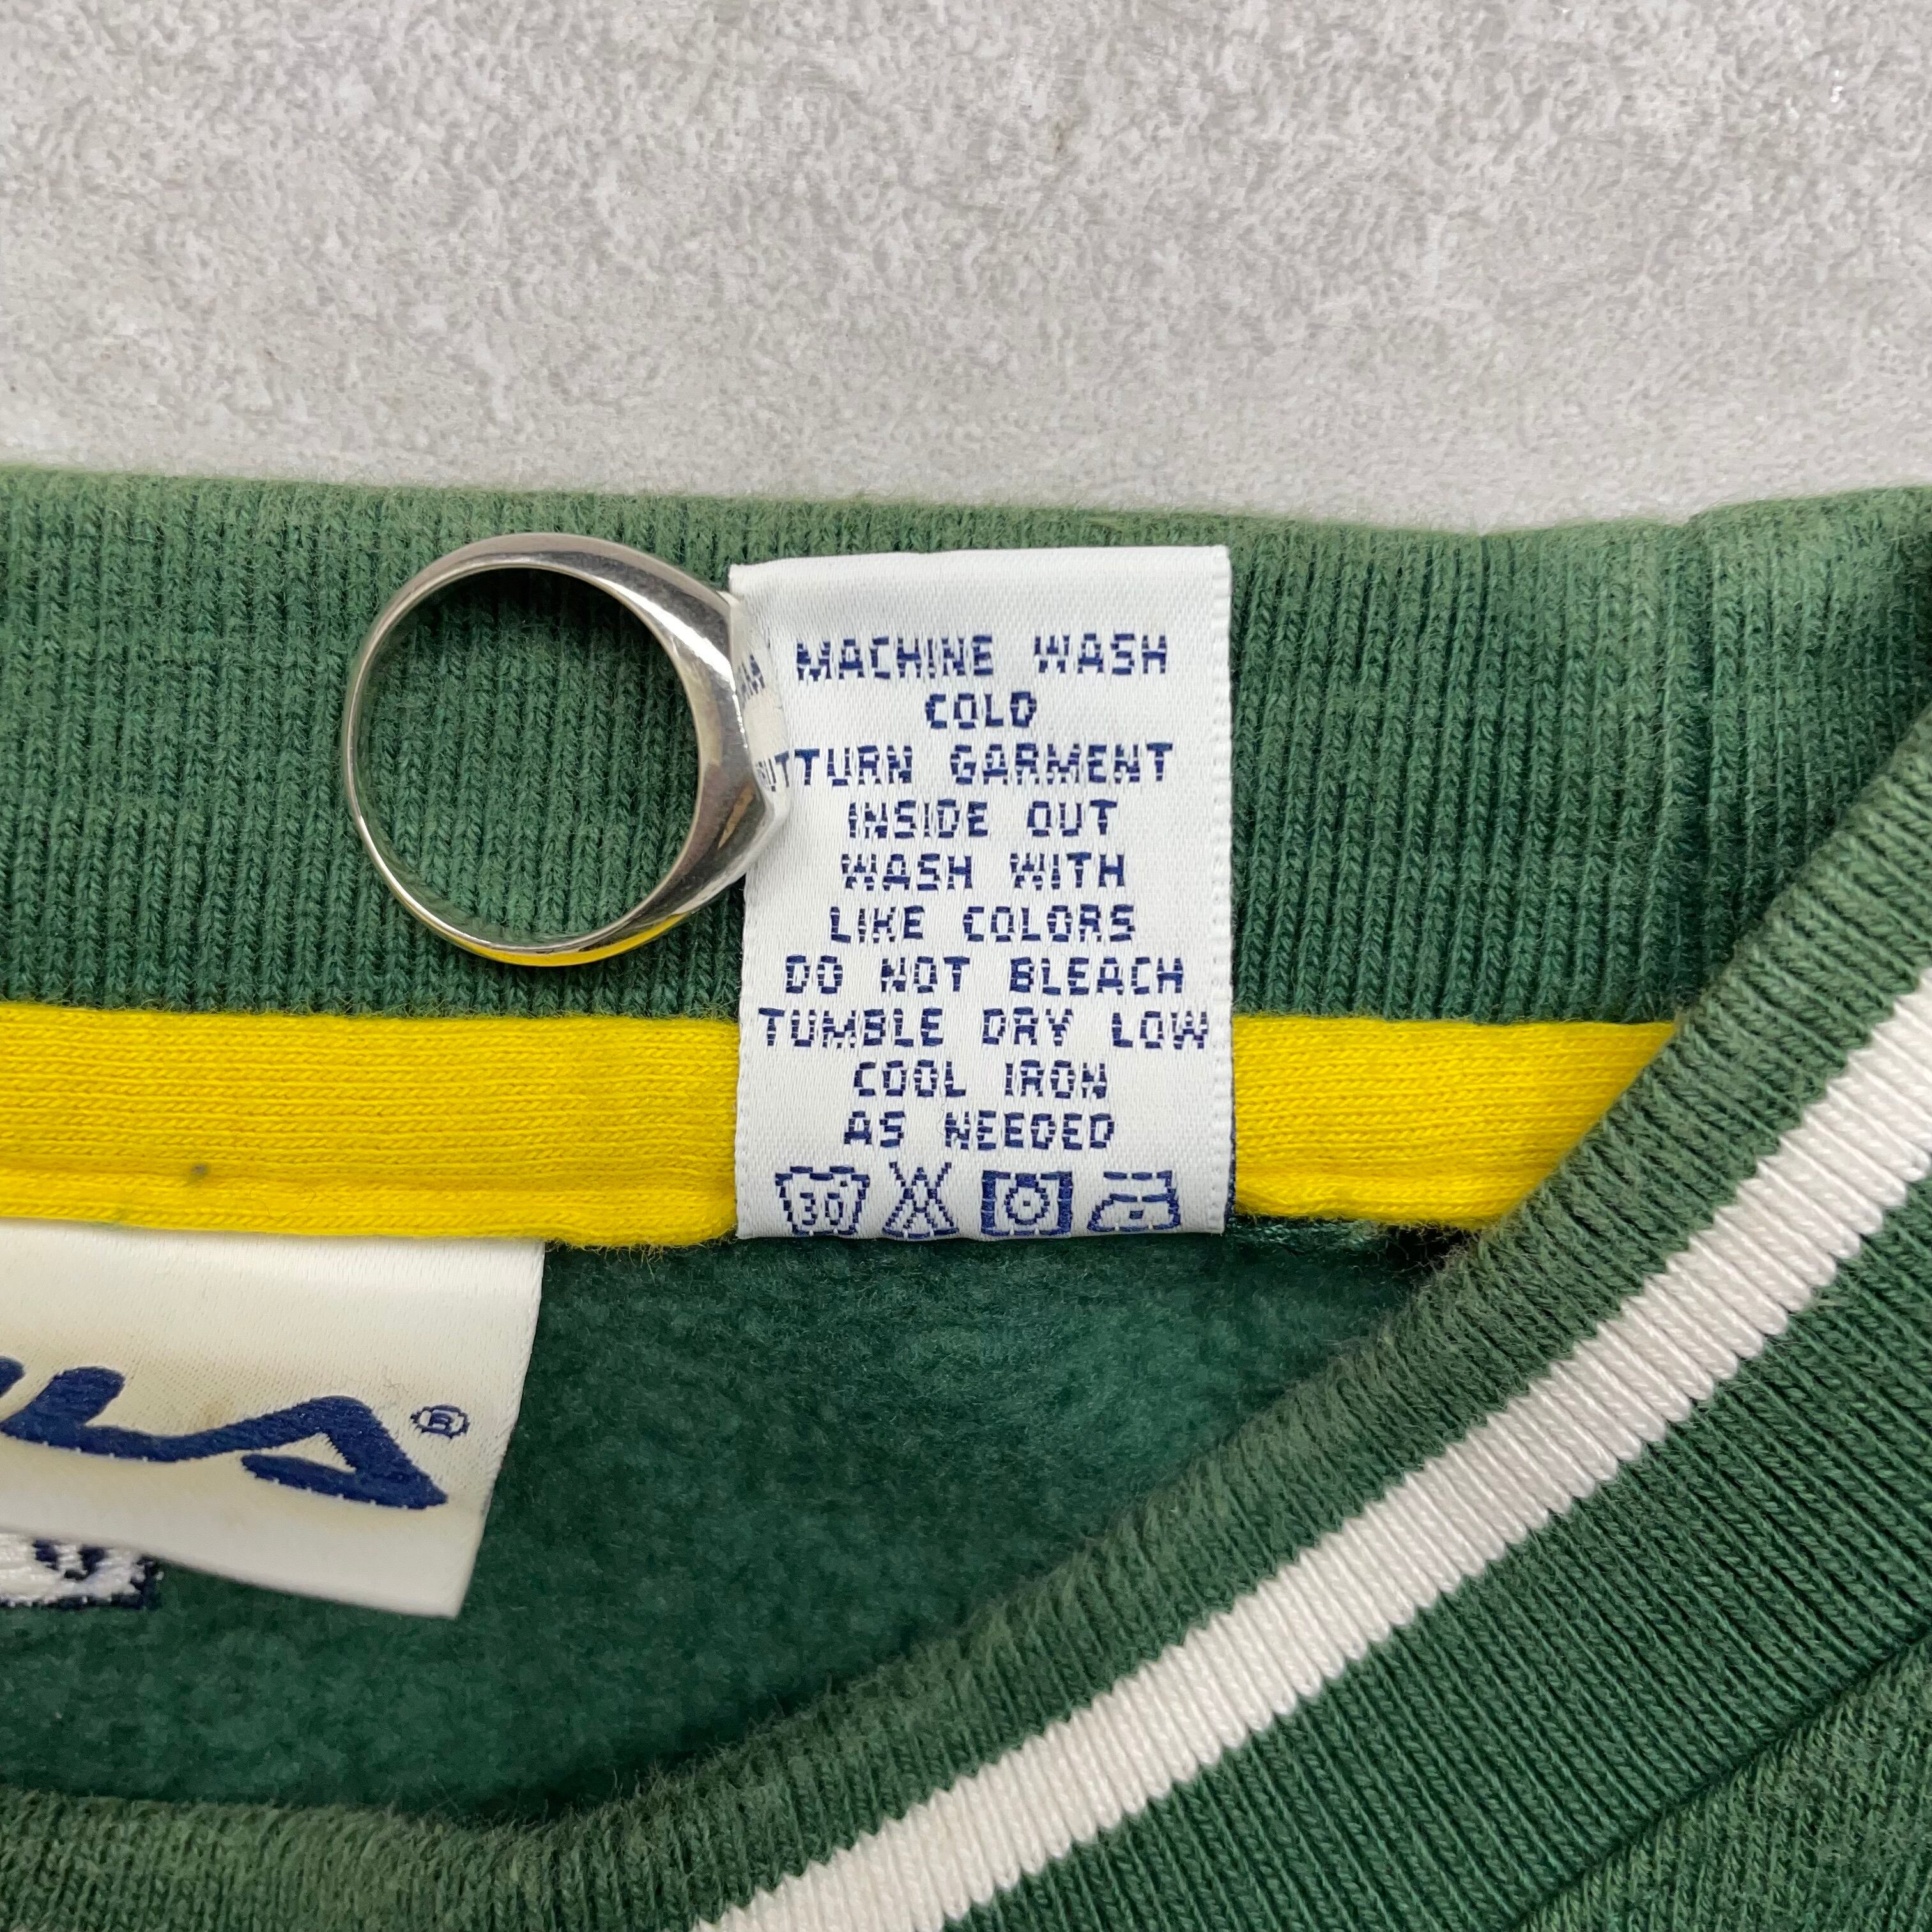 MACHINE WASH
COLD
TURN GARMENT
INSIDE OUT
WASH WITH
LIKE COLORS
DO NOT BLEACH
TUMBLE DRY LOW
COOL IRON
AS NEEDED
30
®